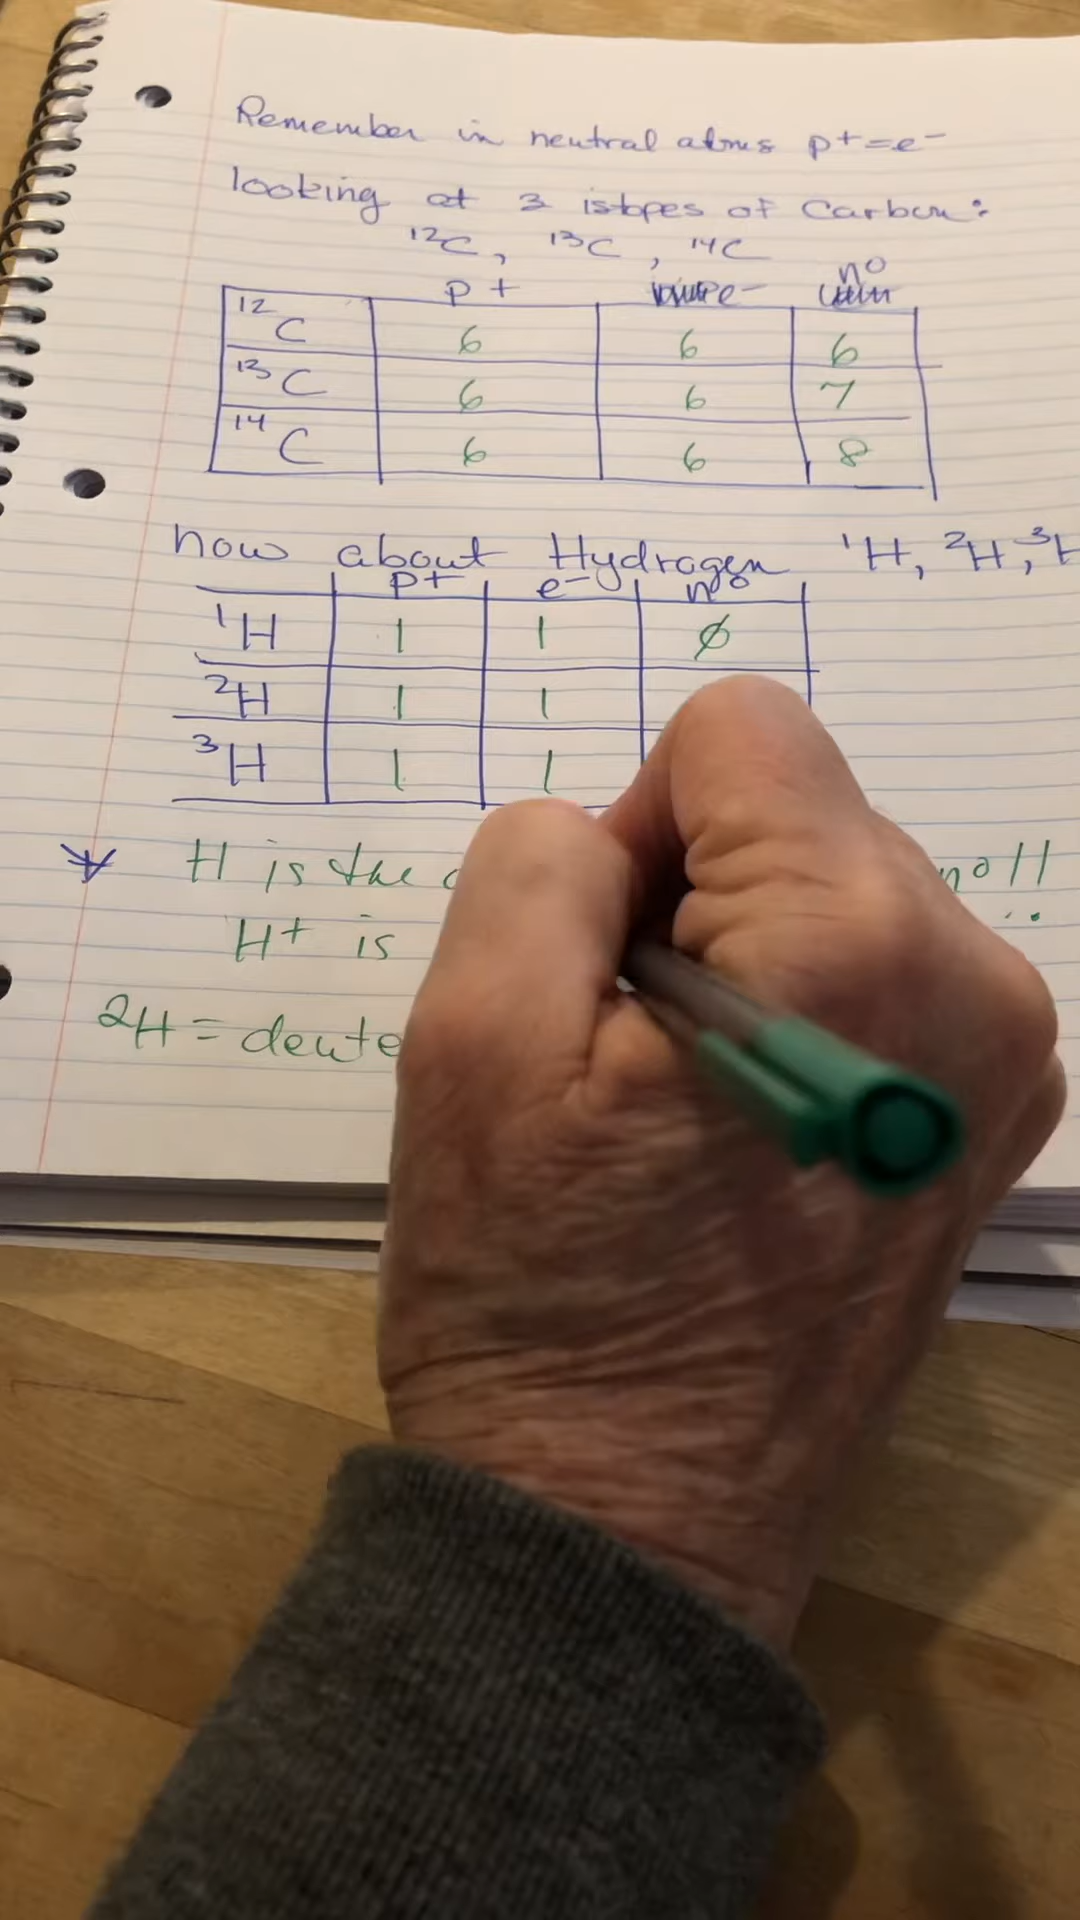 Remember in neutral atoms p+=e-
looking at 3 istopes of Carbon:
12C, 13C, 14C
p+ e- n0
12C 6 6 6
13C 6 6 7
14C 6 6 8
now about Hydrogen 1H, 2H, 3H
p+ e- n0
1H 1 1 Ø
2H 1 1
3H 1 1
H is the no!!
H+ is
2H = deute